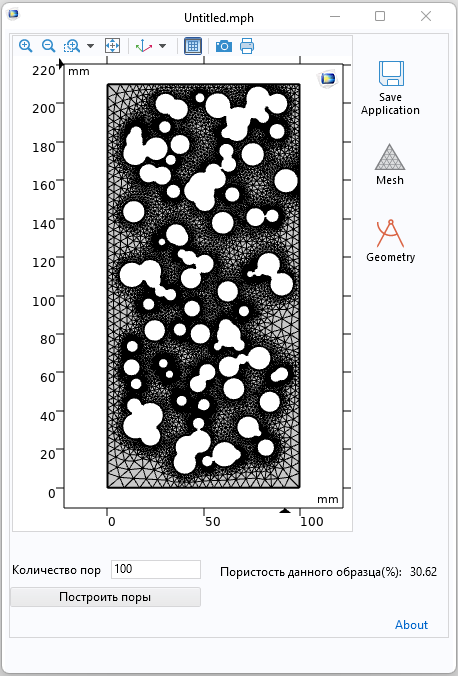 Untitled.mph
220
mm
200
180
160
140
120
100
80
60
40
20
0
mm
0
50
100
Save
Application
Mesh
Geometry
Количество пор
100
Пористость данного образца(%):
30.62
Построить поры
About